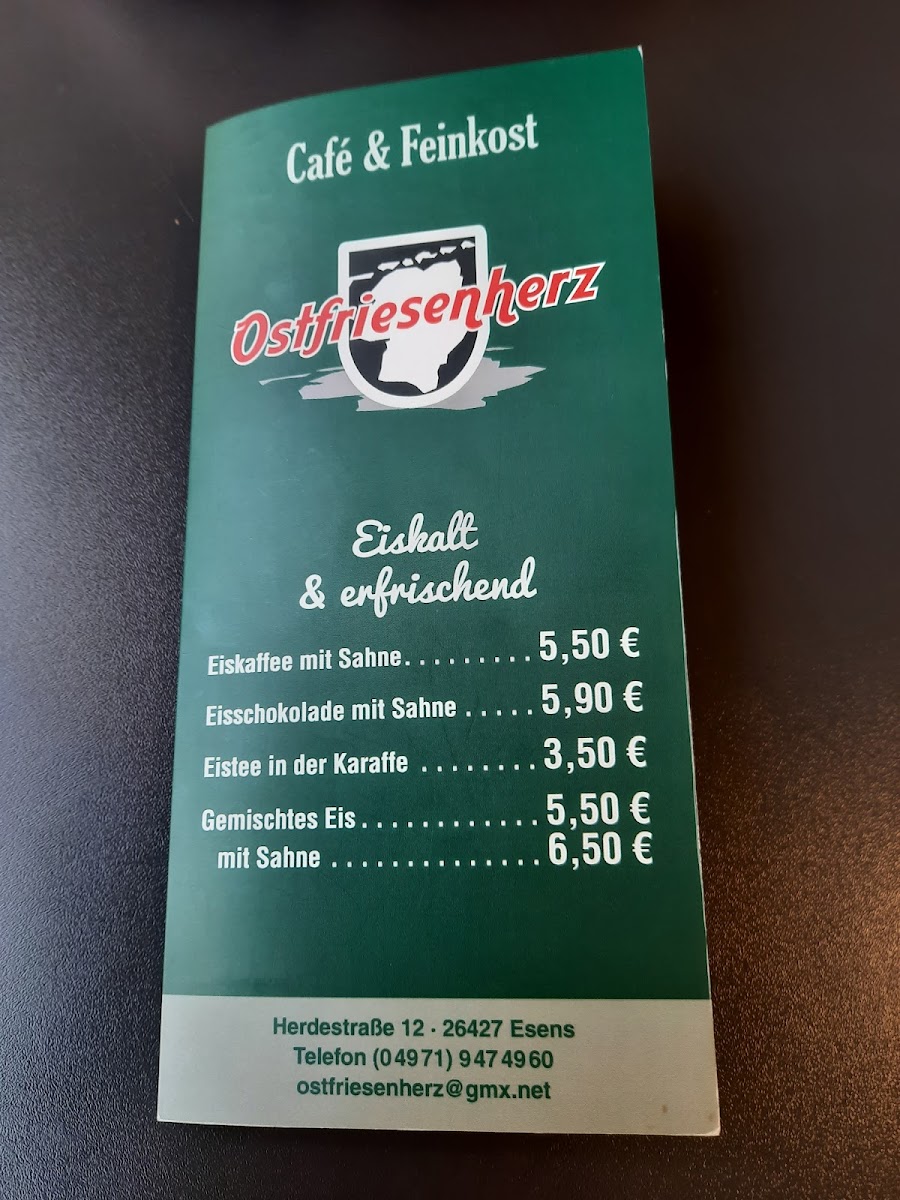 Café & Feinkost
Ostfriesenherz
Eiskalt
& erfrischend
Eiskaffee mit Sahne.........5,50 €
Eisschokolade mit Sahne .....5,90 €
Eistee in der Karaffe ........3,50 €
Gemischtes Eis............5,50 €
mit Sahne ..............6,50 €
Herdestraße 12 · 26427 Esens
Telefon (04971) 9474960
ostfriesenherz@gmx.net